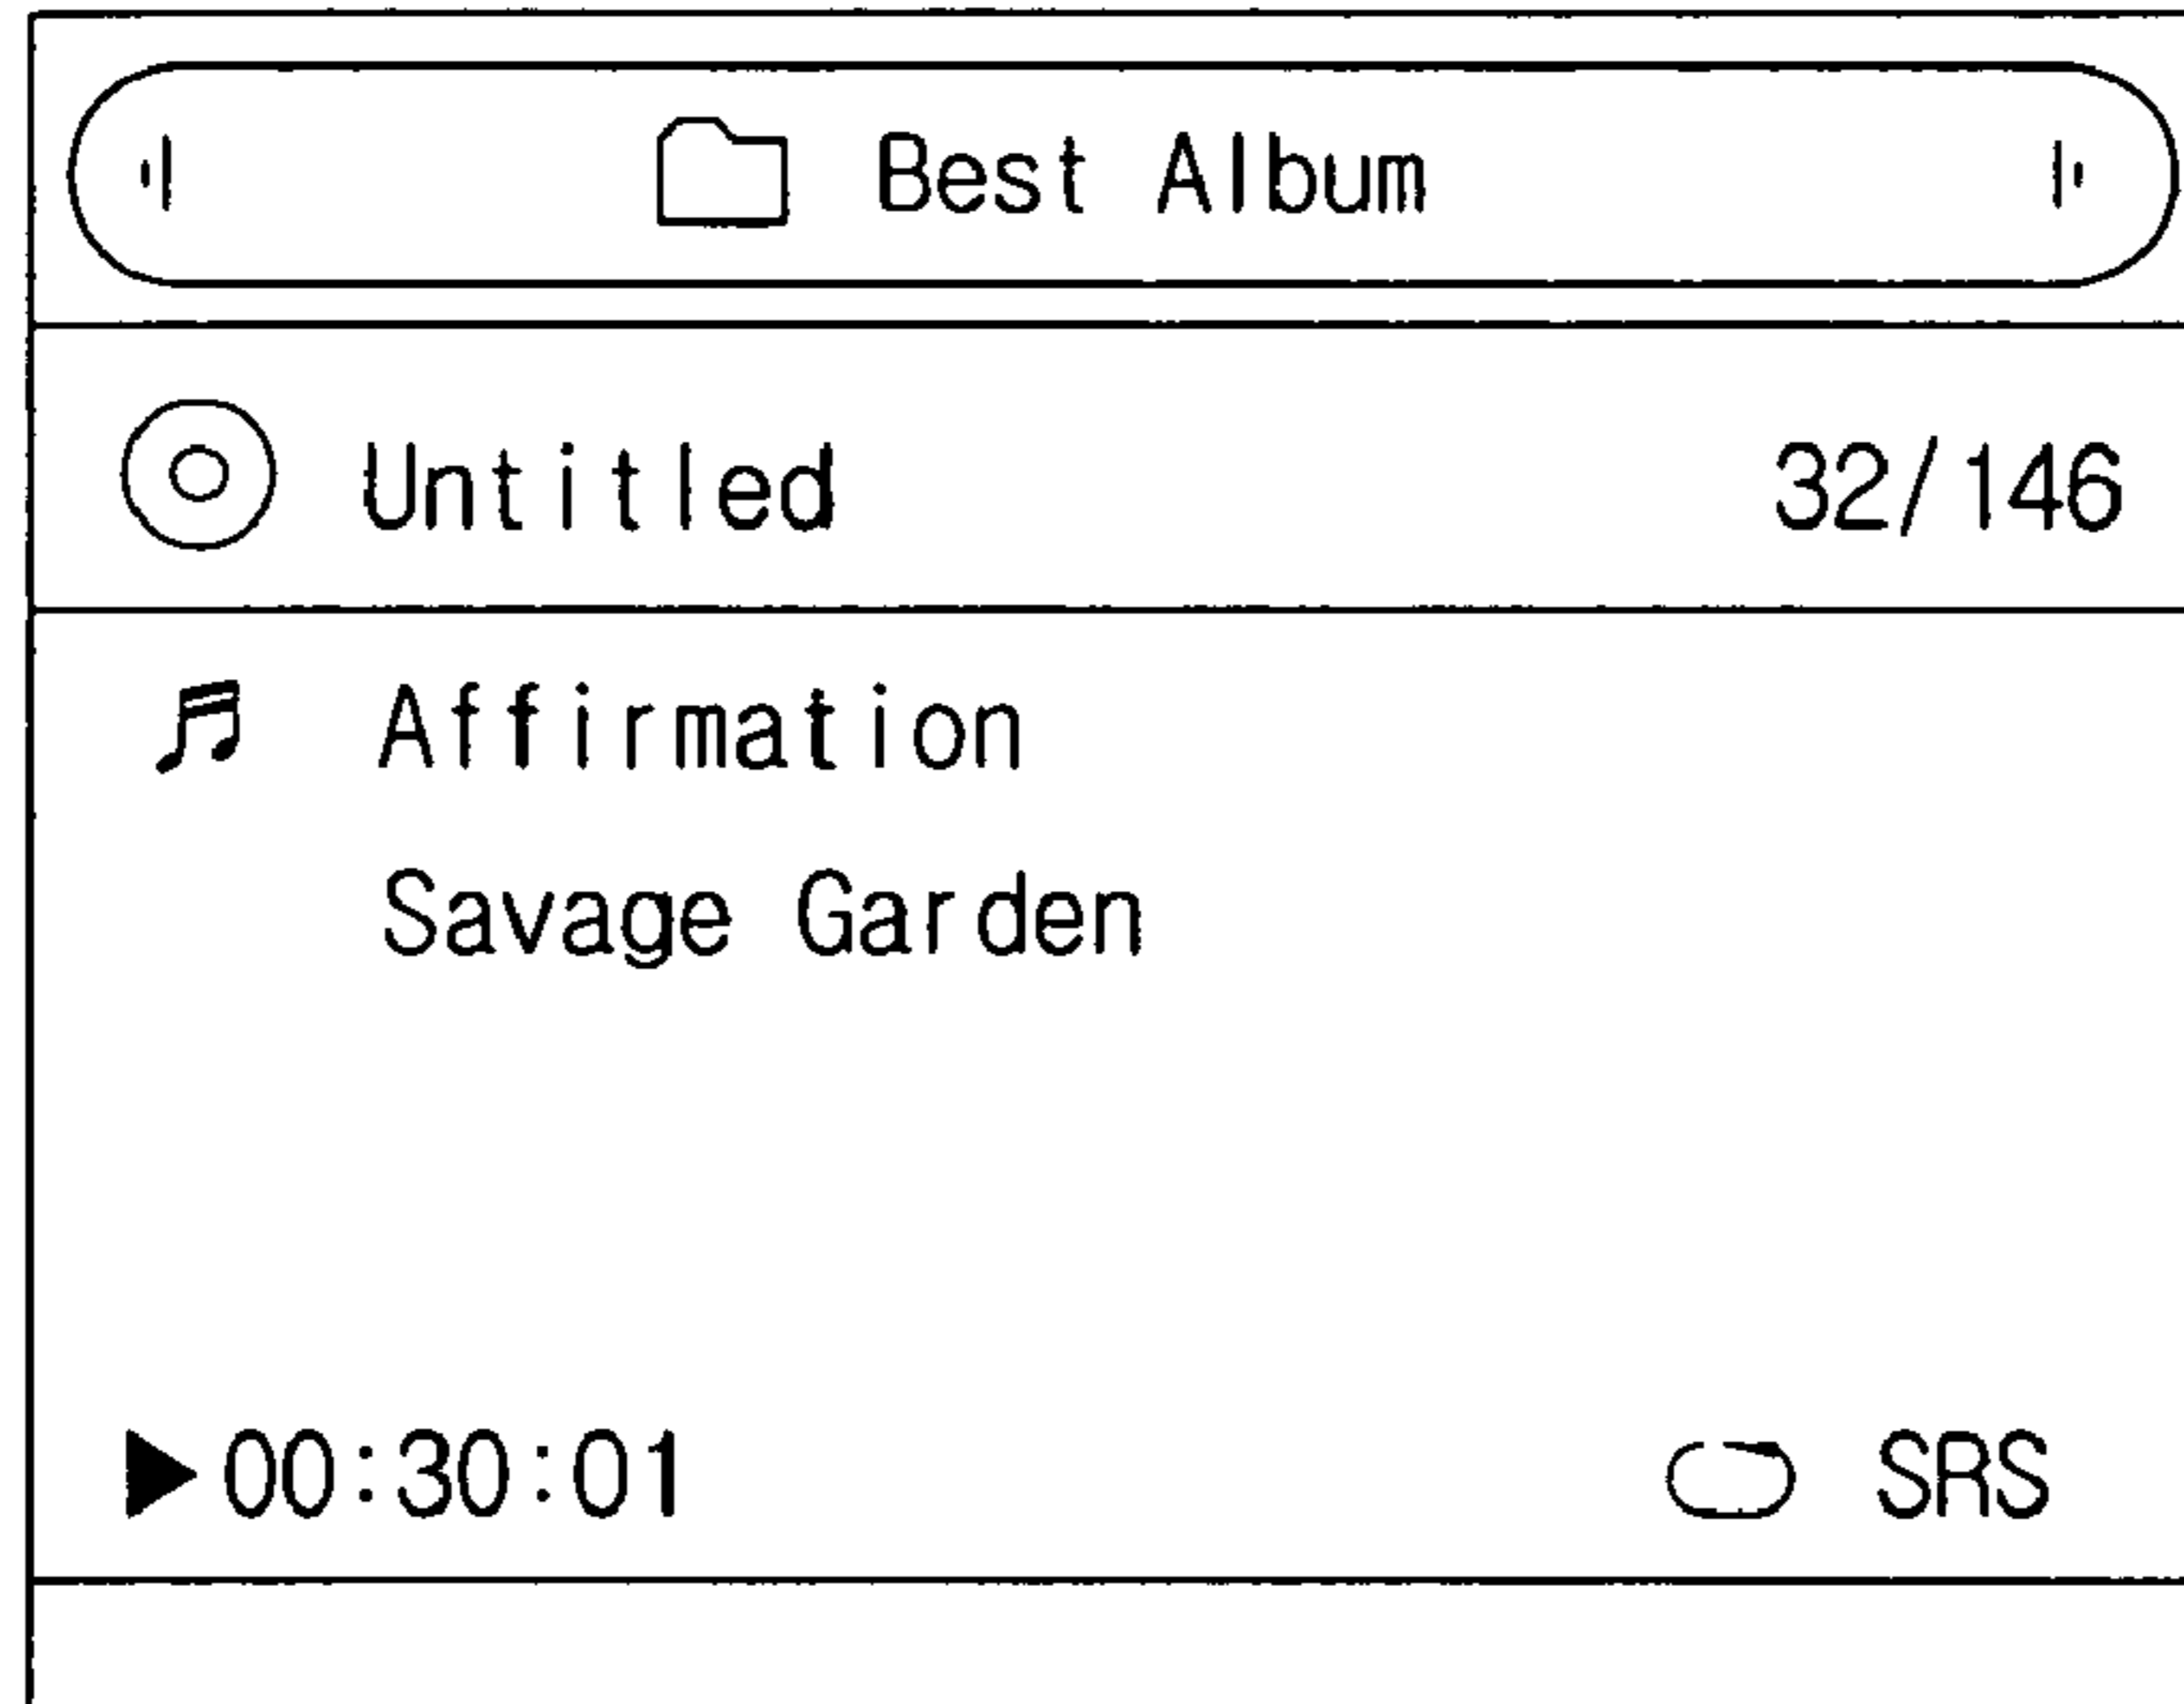 Best Album
Untitled 32/146
Affirmation
Savage Garden
00:30:01 SRS